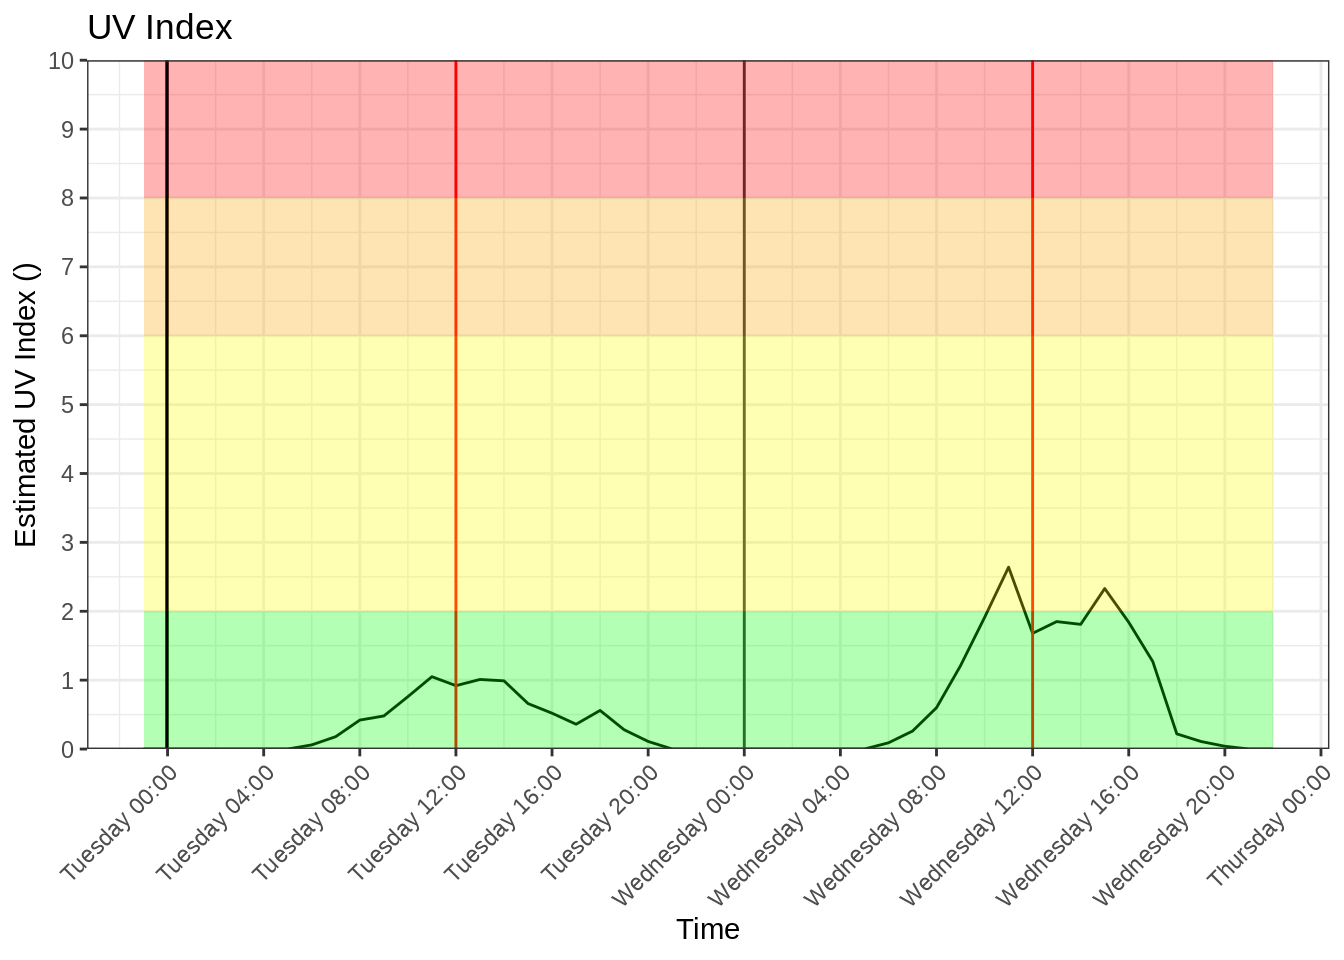 UV Index
Estimated UV Index ()
10
9
8
7
6
5
4
3
2
1
0
Tuesday 00:00
Tuesday 04:00
Tuesday 08:00
Tuesday 12:00
Tuesday 16:00
Tuesday 20:00
Wednesday 00:00
Wednesday 04:00
Wednesday 08:00
Wednesday 12:00
Wednesday 16:00
Wednesday 20:00
Thursday 00:00
Time